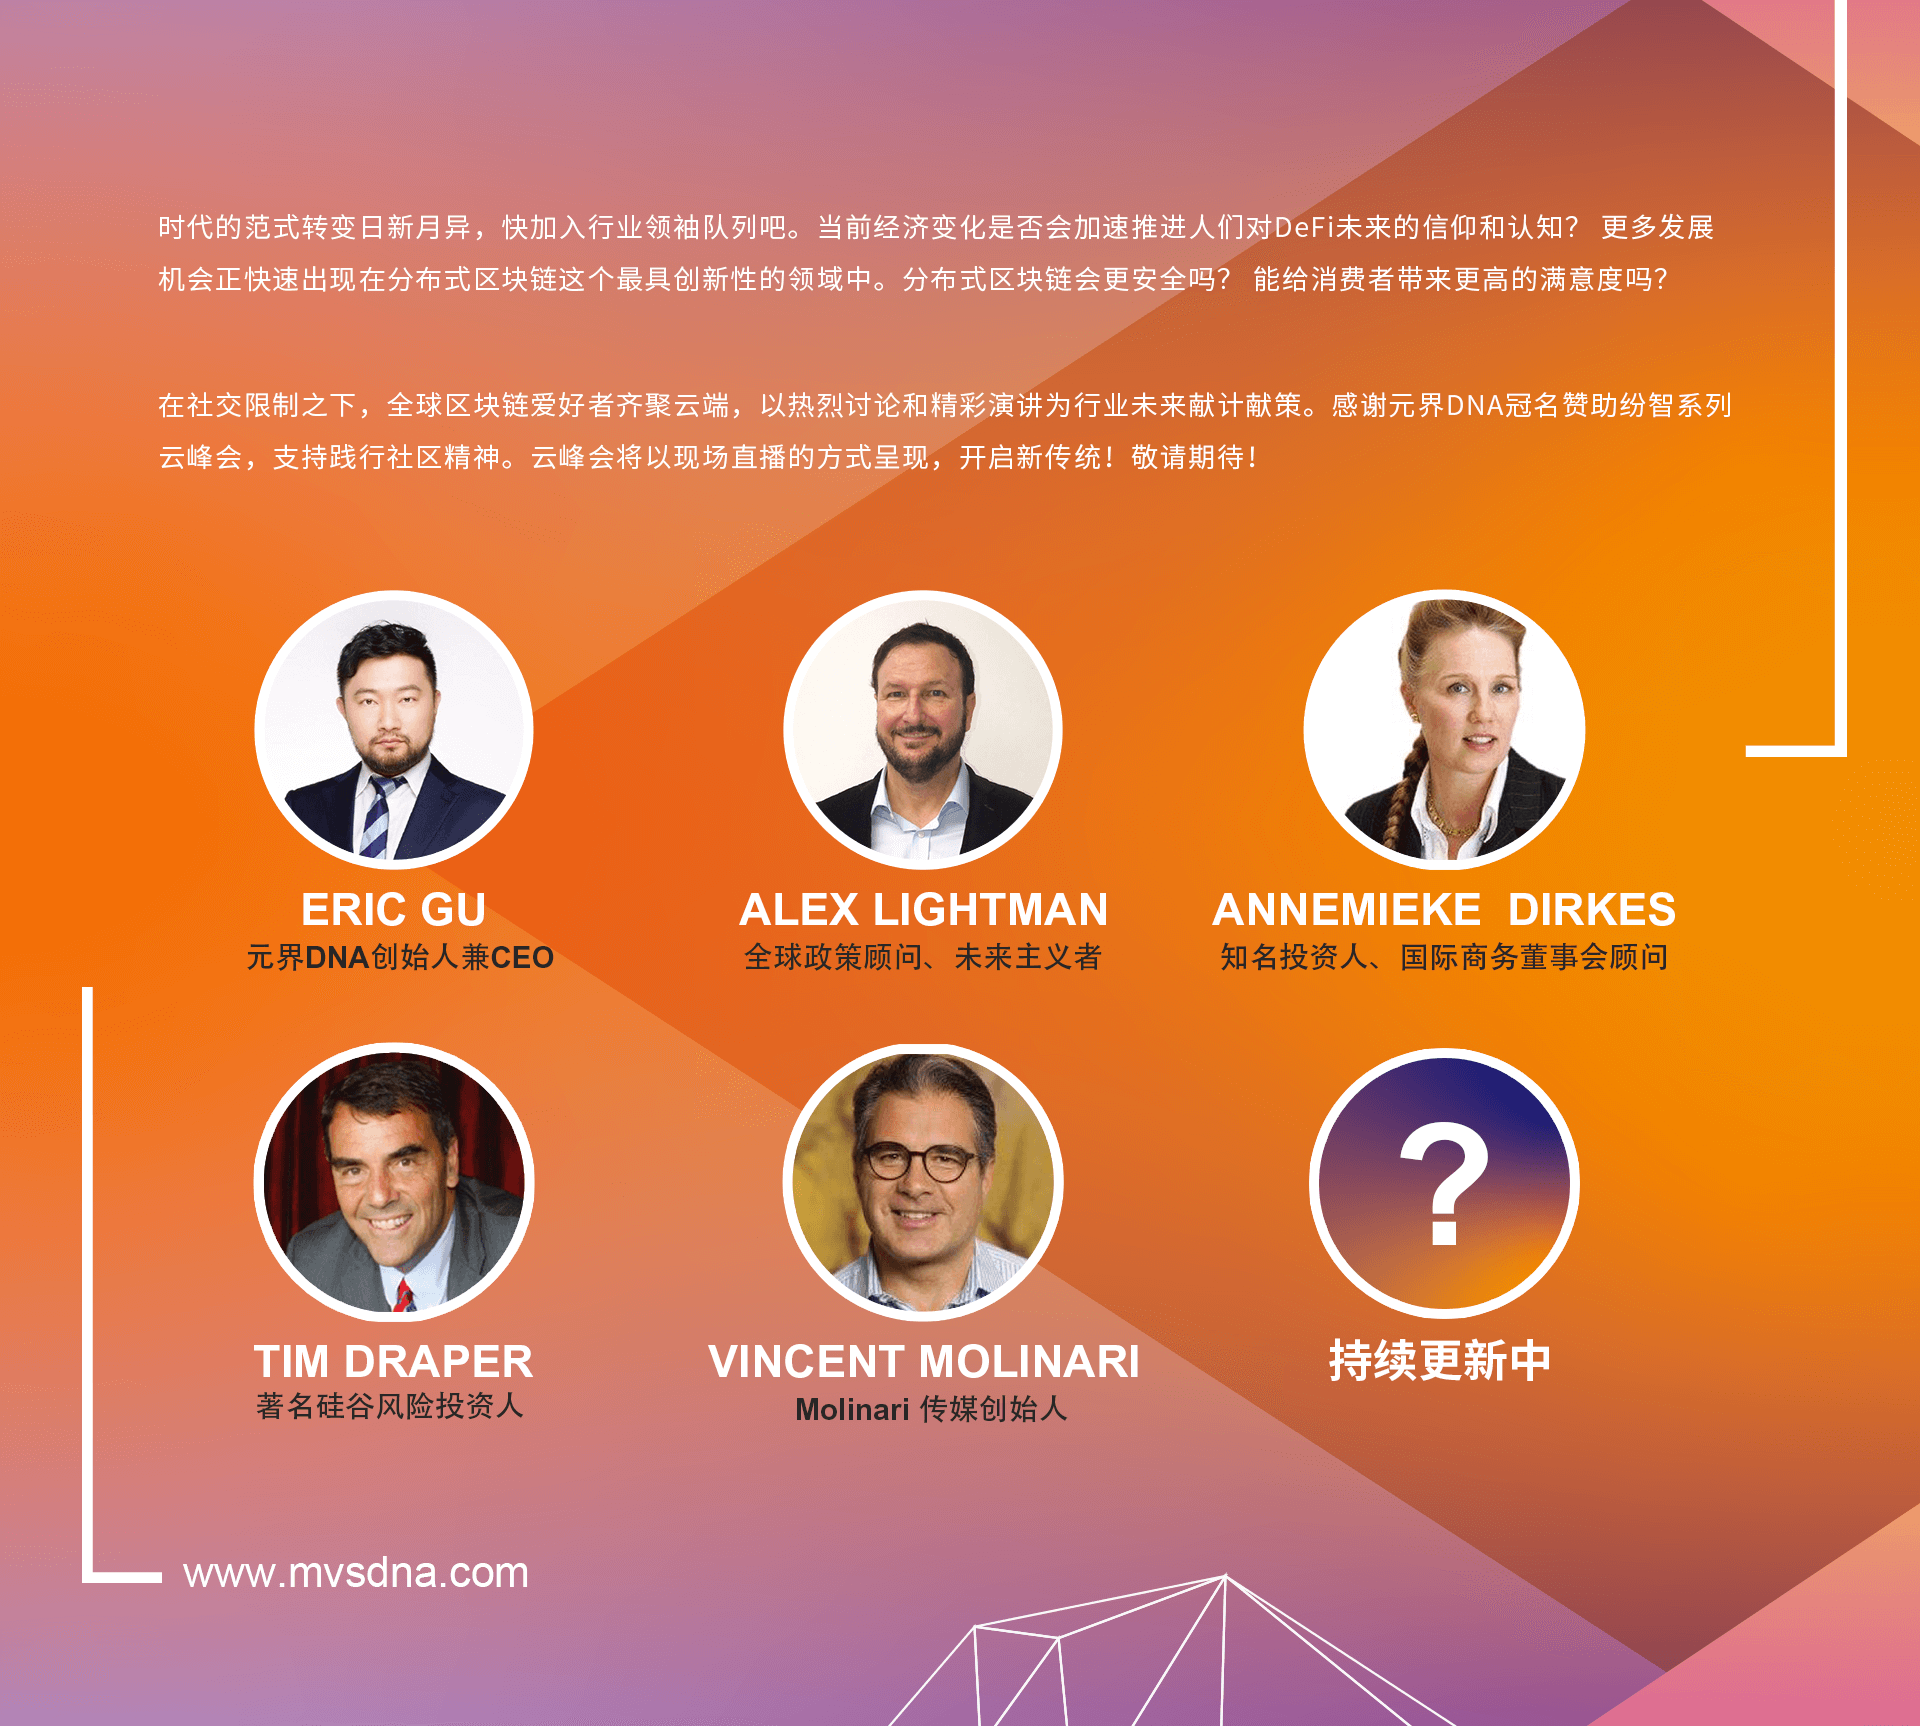 时代的范式转变日新月异，快加入行业领袖队列吧。当前经济变化是否会加速推进人们对DeFi未来的信仰和认知？ 更多发展
机会正快速出现在分布式区块链这个最具创新性的领域中。分布式区块链会更安全吗？ 能给消费者带来更高的满意度吗？
在社交限制之下，全球区块链爱好者齐聚云端，以热烈讨论和精彩演讲为行业未来献计献策。感谢元界DNA冠名赞助纷智系列
云峰会，支持践行社区精神。云峰会将以现场直播的方式呈现，开启新传统！敬请期待！
ERIC GU
元界DNA创始人兼CEO
ALEX LIGHTMAN
全球政策顾问、未来主义者
ANNEMIEKE DIRKES
知名投资人、国际商务董事会顾问
TIM DRAPER
著名硅谷风险投资人
VINCENT MOLINARI
Molinari 传媒创始人
?
持续更新中
www.mvsdna.com